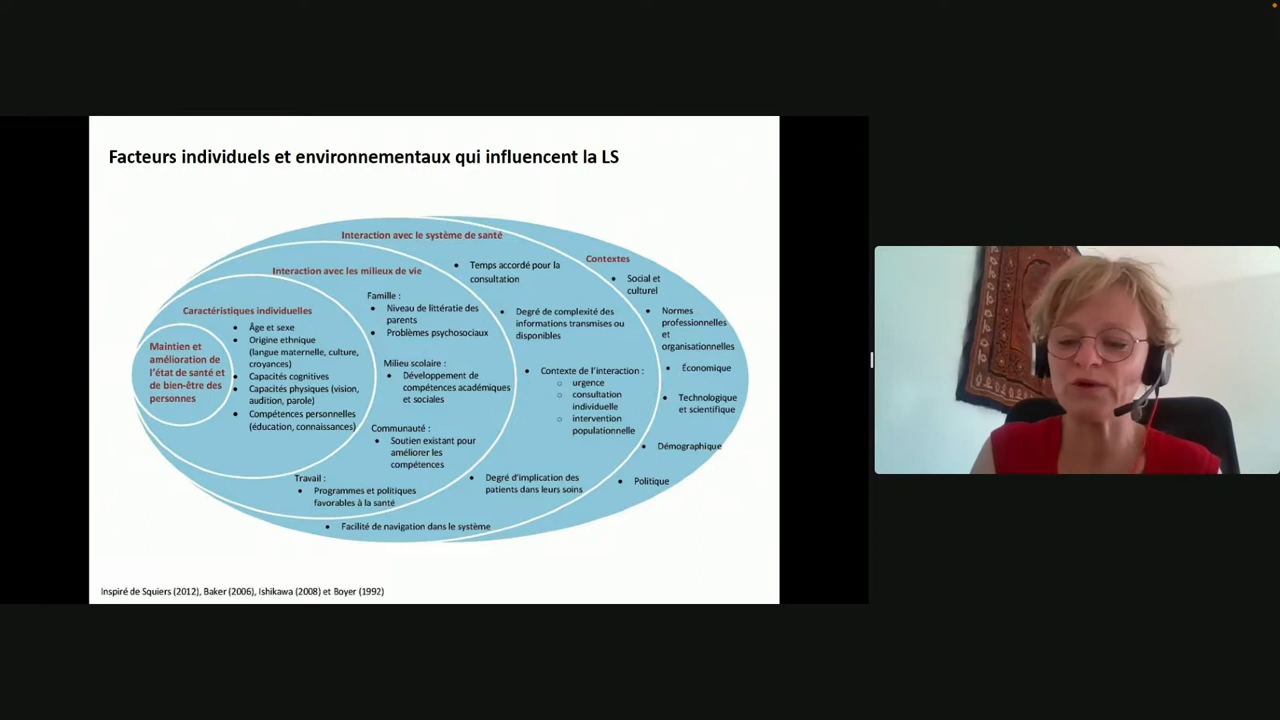 Facteurs individuels et environnementaux qui influencent la LS
Interaction avec le système de santé
Contextes
Interaction avec les milieux de vie
Caractéristiques individuelles
Maintien et
amélioration de
l'état de santé et
de bien-être des
personnes
• Âge et sexe
• Origine ethnique
(langue maternelle, culture,
croyances)
• Capacités cognitives
• Capacités physiques (vision,
audition, parole)
• Compétences personnelles
(éducation, connaissances)
Famille :
• Niveau de littératie des
parents
• Problèmes psychosociaux
Milieu scolaire :
• Développement de
compétences académiques
et sociales
Communauté :
• Soutien existant pour
améliorer les
compétences
Travail :
• Programmes et politiques
favorables à la santé
• Temps accordé pour la
consultation
• Degré de complexité des
informations transmises ou
disponibles
• Contexte de l'interaction :
○ urgence
○ consultation
individuelle
○ intervention
populationnelle
• Degré d'implication des
patients dans leurs soins
• Facilité de navigation dans le système
• Social et
culturel
• Normes
professionnelles
et
organisationnelles
• Économique
• Technologique
et scientifique
• Démographique
• Politique
Inspiré de Squiers (2012), Baker (2006), Ishikawa (2008) et Boyer (1992)